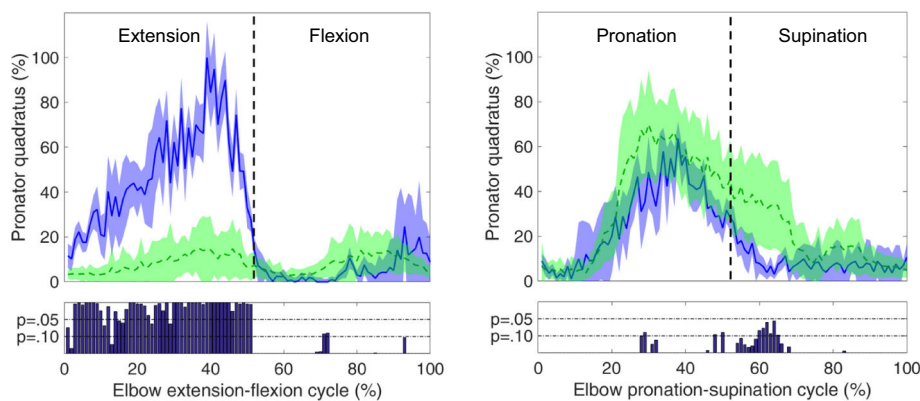 Extension Flexion
Pronator quadratus (%)
100
80
60
40
20
0
p=.05
p=.10
0 20 40 60 80 100
Elbow extension-flexion cycle (%)
Pronation Supination
Pronator quadratus (%)
100
80
60
40
20
0
p=.05
p=.10
0 20 40 60 80 100
Elbow pronation-supination cycle (%)